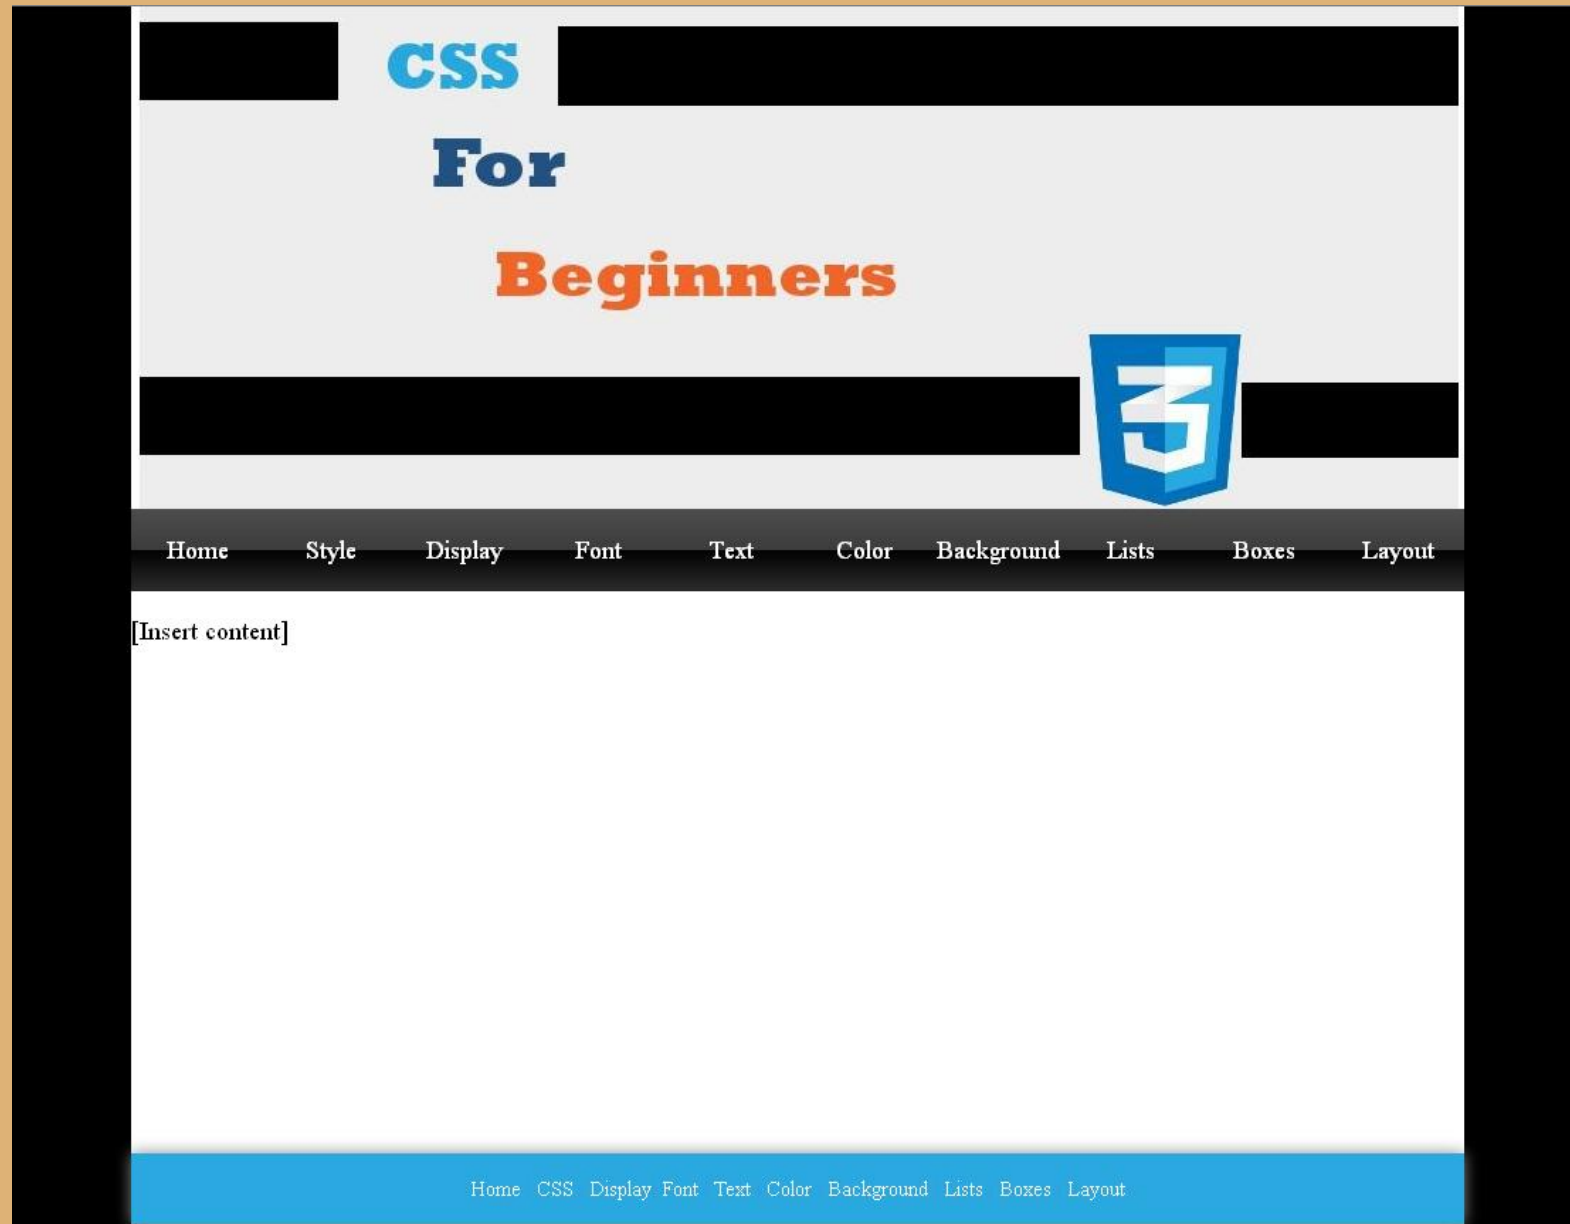 CSS
For
Beginners
3
Home Style Display Font Text Color Background Lists Boxes Layout
[Insert content]
Home CSS Display Font Text Color Background Lists Boxes Layout